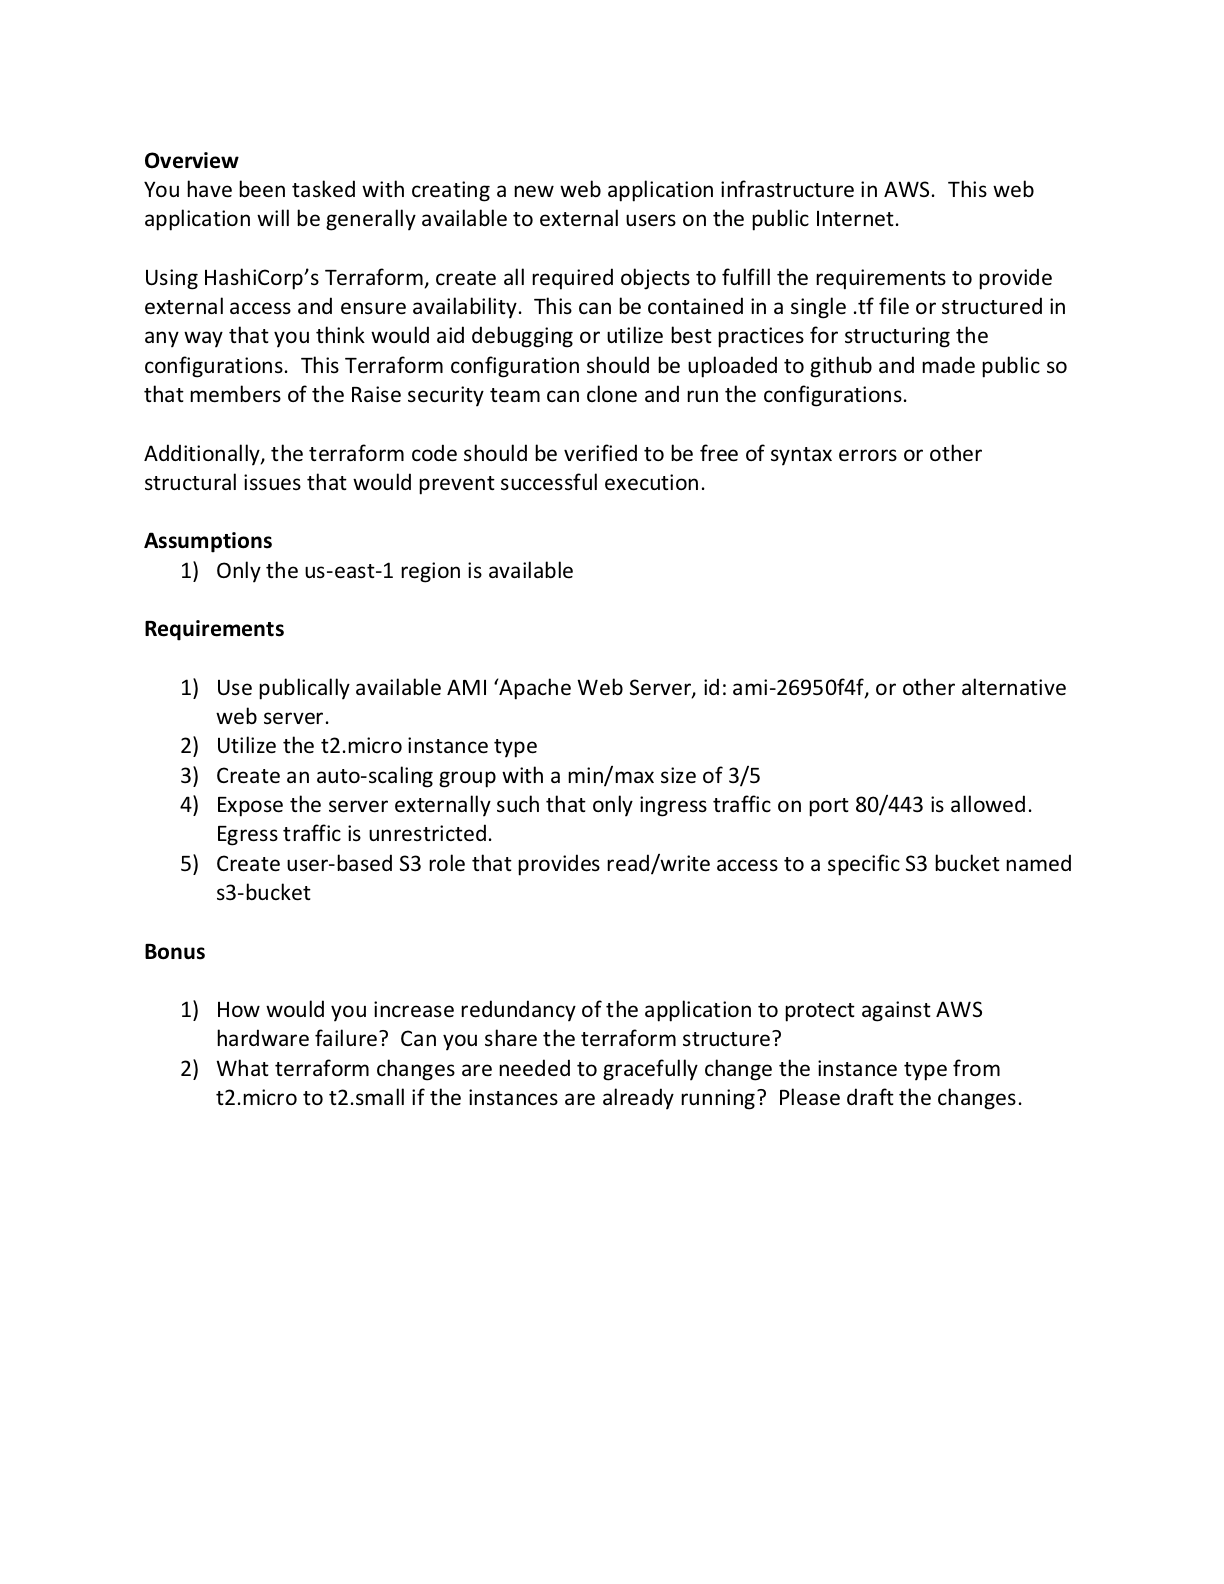 Overview
You have been tasked with creating a new web application infrastructure in AWS.  This web
application will be generally available to external users on the public Internet.
Using HashiCorp’s Terraform, create all required objects to fulfill the requirements to provide
external access and ensure availability.  This can be contained in a single .tf file or structured in
any way that you think would aid debugging or utilize best practices for structuring the
configurations.  This Terraform configuration should be uploaded to github and made public so
that members of the Raise security team can clone and run the configurations.
Additionally, the terraform code should be verified to be free of syntax errors or other
structural issues that would prevent successful execution.
Assumptions
1) Only the us-east-1 region is available
Requirements
1) Use publically available AMI ‘Apache Web Server, id: ami-26950f4f, or other alternative
web server.
2) Utilize the t2.micro instance type
3) Create an auto-scaling group with a min/max size of 3/5
4) Expose the server externally such that only ingress traffic on port 80/443 is allowed.
Egress traffic is unrestricted.
5) Create user-based S3 role that provides read/write access to a specific S3 bucket named
s3-bucket
Bonus
1) How would you increase redundancy of the application to protect against AWS
hardware failure?  Can you share the terraform structure?
2) What terraform changes are needed to gracefully change the instance type from
t2.micro to t2.small if the instances are already running?  Please draft the changes.